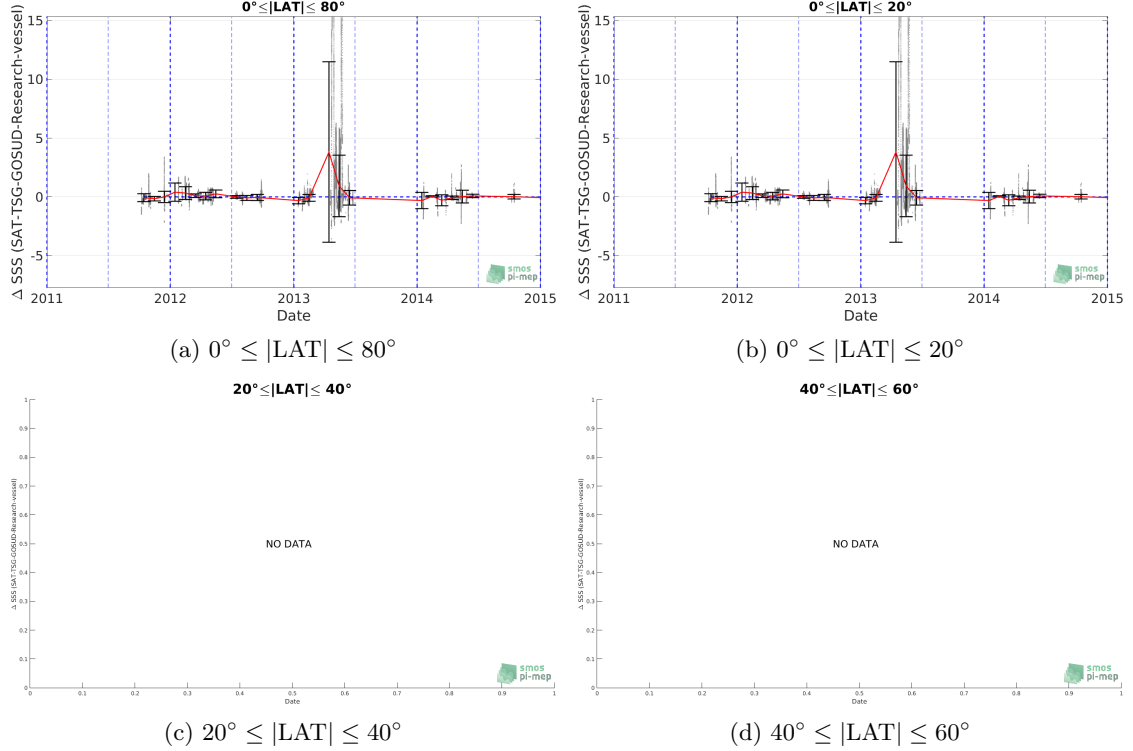 0°≤|LAT|≤ 80°
Δ SSS (SAT-TSG-GOSUD-Research-vessel)
15
10
5
0
-5
2011 2012 2013 2014 2015
Date
smos
pi-mep
(a) 0° ≤ |LAT| ≤ 80°
0°≤|LAT|≤ 20°
Δ SSS (SAT-TSG-GOSUD-Research-vessel)
15
10
5
0
-5
2011 2012 2013 2014 2015
Date
smos
pi-mep
(b) 0° ≤ |LAT| ≤ 20°
20°≤|LAT|≤ 40°
Δ SSS (SAT-TSG-GOSUD-Research-vessel)
1
0.9
0.8
0.7
0.6
0.5
0.4
0.3
0.2
0.1
0
NO DATA
0 0.1 0.2 0.3 0.4 0.5 0.6 0.7 0.8 0.9 1
Date
smos
pi-mep
(c) 20° ≤ |LAT| ≤ 40°
40°≤|LAT|≤ 60°
Δ SSS (SAT-TSG-GOSUD-Research-vessel)
1
0.9
0.8
0.7
0.6
0.5
0.4
0.3
0.2
0.1
0
NO DATA
0 0.1 0.2 0.3 0.4 0.5 0.6 0.7 0.8 0.9 1
Date
smos
pi-mep
(d) 40° ≤ |LAT| ≤ 60°